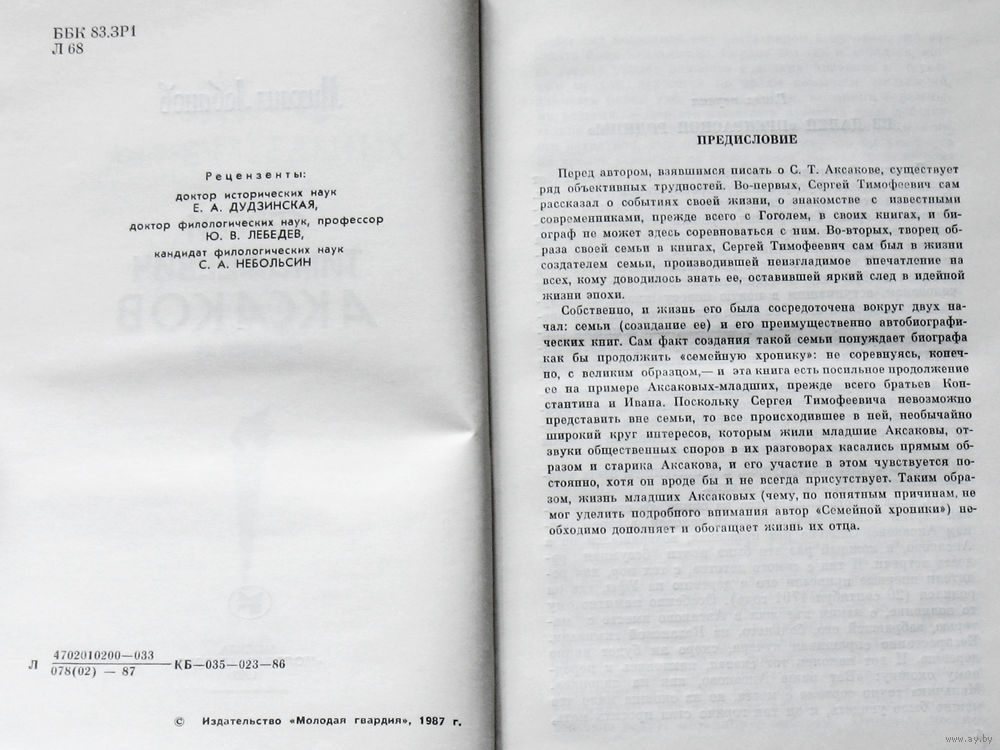 ББК 83.3Р1
Л 68
Рецензенты:
доктор исторических наук
Е. А. ДУДЗИНСКАЯ,
доктор филологических наук, профессор
Ю. В. ЛЕБЕДЕВ,
кандидат филологических наук
С. А. НЕБОЛЬСИН
Л 4702010200—033
078(02) — 87
КБ—035—023—86
© Издательство «Молодая гвардия», 1987 г.
ПРЕДИСЛОВИЕ
Перед автором, взявшимся писать о С. Т. Аксакове, существует
ряд объективных трудностей. Во-первых, Сергей Тимофеевич сам
рассказал о событиях своей жизни, о знакомстве с известными
современниками, прежде всего с Гоголем, в своих книгах, и би-
ограф не может здесь соревноваться с ним. Во-вторых, творец об-
раза своей семьи в книгах, Сергей Тимофеевич сам был в жизни
создателем семьи, производившей неизгладимое впечатление на
всех, кому доводилось знать ее, оставившей яркий след в идейной
жизни эпохи.
Собственно, и жизнь его была сосредоточена вокруг двух на-
чал: семьи (созидание ее) и его преимущественно автобиографи-
ческих книг. Сам факт создания такой семьи понуждает биографа
как бы продолжить «семейную хронику»: не соревнуясь, конеч-
но, с великим образцом,— и эта книга есть посильное продолжение
ее на примере Аксаковых-младших, прежде всего братьев Кон-
стантина и Ивана. Поскольку Сергея Тимофеевича невозможно
представить вне семьи, то все происходившее в ней, необычайно
широкий круг интересов, которым жили младшие Аксаковы, от-
звуки общественных споров в их разговорах касались прямым об-
разом и старика Аксакова, и его участие в этом чувствуется по-
стоянно, хотя он вроде бы и не всегда присутствует. Таким обра-
зом, жизнь младших Аксаковых (чему, по понятным причинам, не
мог уделить подробного внимания автор «Семейной хроники») не-
обходимо дополняет и обогащает жизнь их отца.
www.ay.by